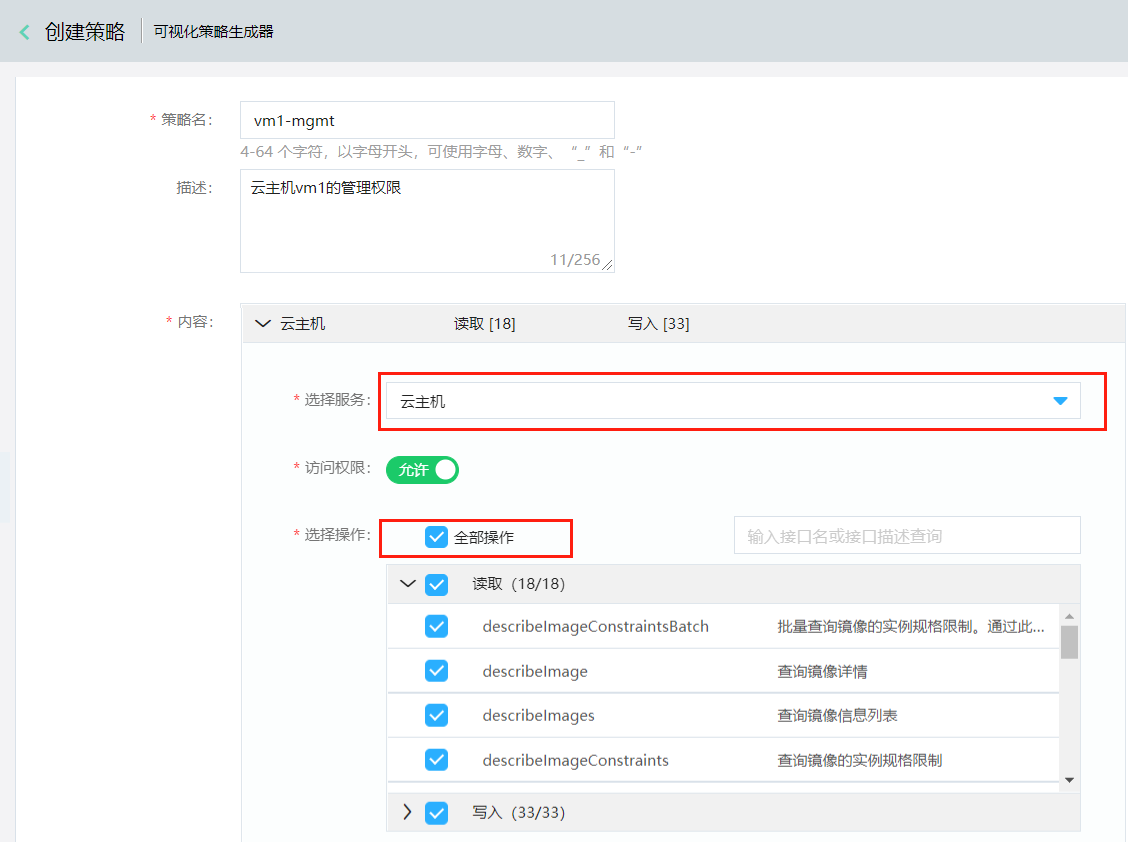 创建策略 可视化策略生成器
* 策略名： vm1-mgmt
4-64 个字符，以字母开头，可使用字母、数字、 “_” 和 “-”
描述： 云主机vm1的管理权限
11/256
* 内容： 云主机 读取 [18] 写入 [33]
* 选择服务： 云主机
* 访问权限： 允许
* 选择操作： 全部操作 输入接口名或接口描述查询
读取（18/18）
describeImageConstraintsBatch 批量查询镜像的实例规格限制。通过此...
describeImage 查询镜像详情
describeImages 查询镜像信息列表
describeImageConstraints 查询镜像的实例规格限制
写入（33/33）